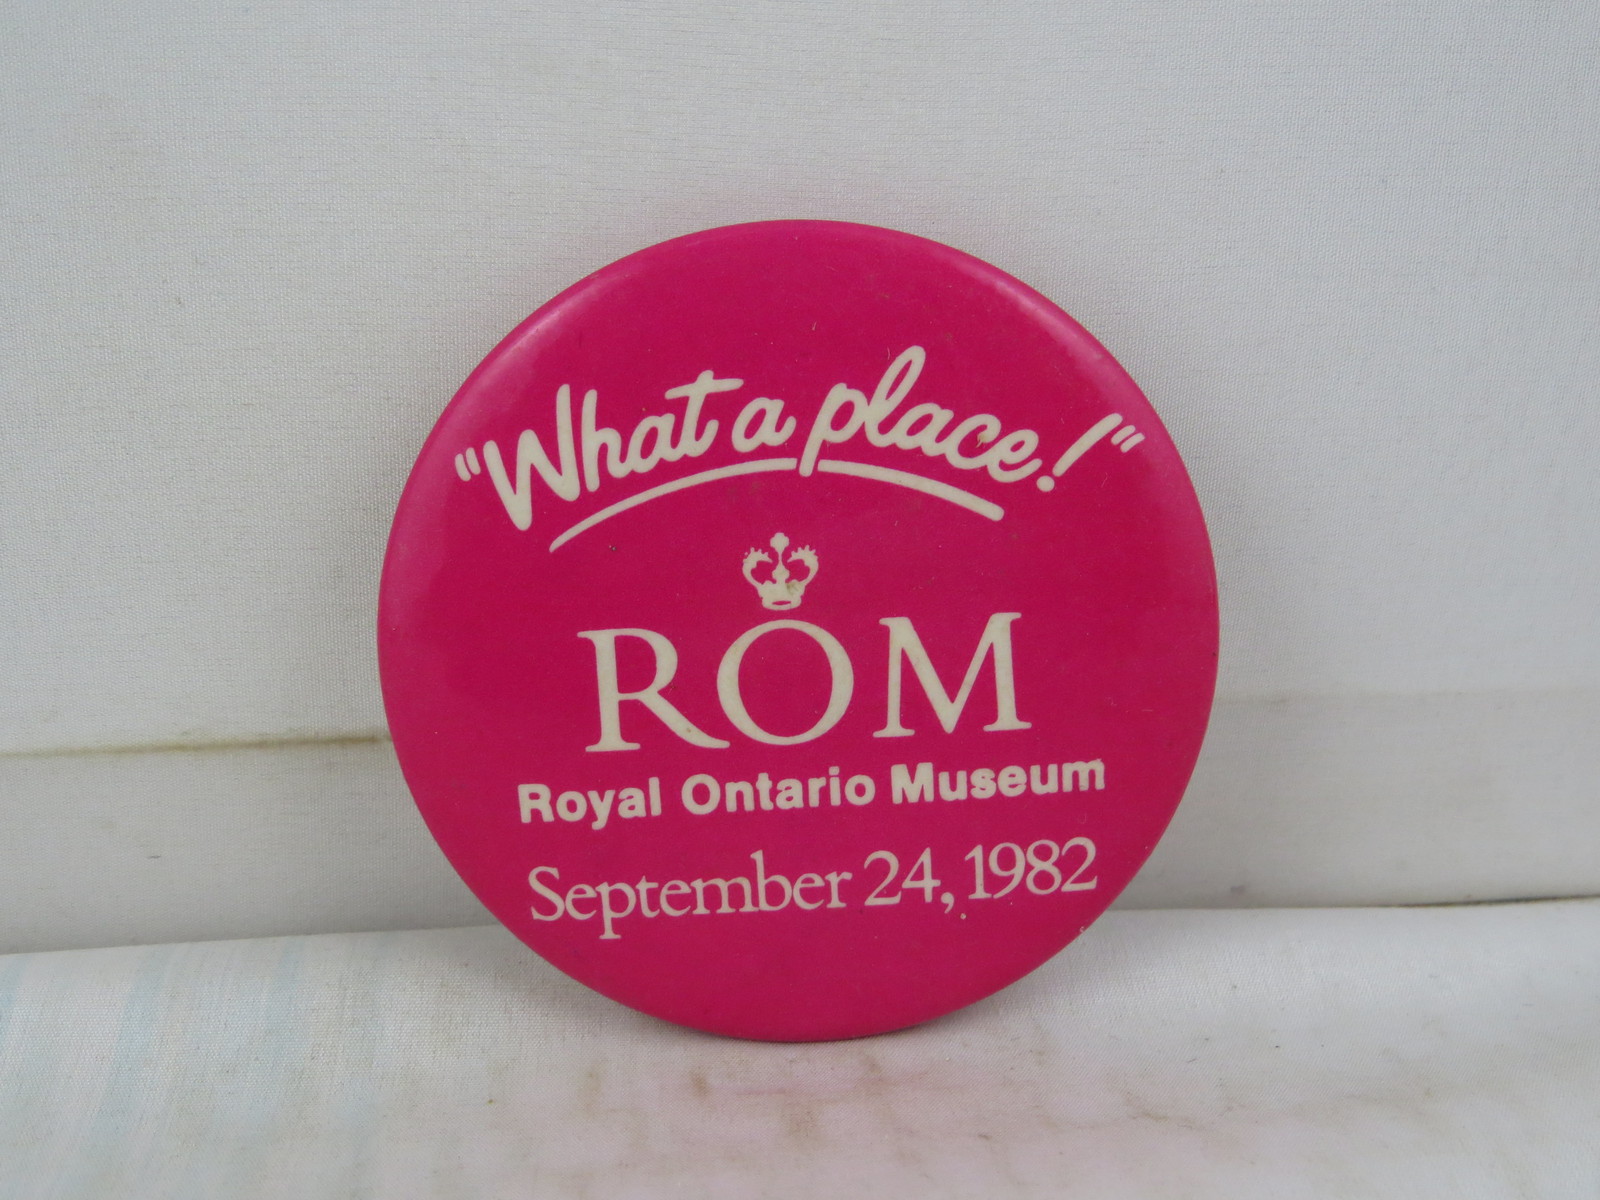 "What a place!"
ROM
Royal Ontario Museum
September 24, 1982